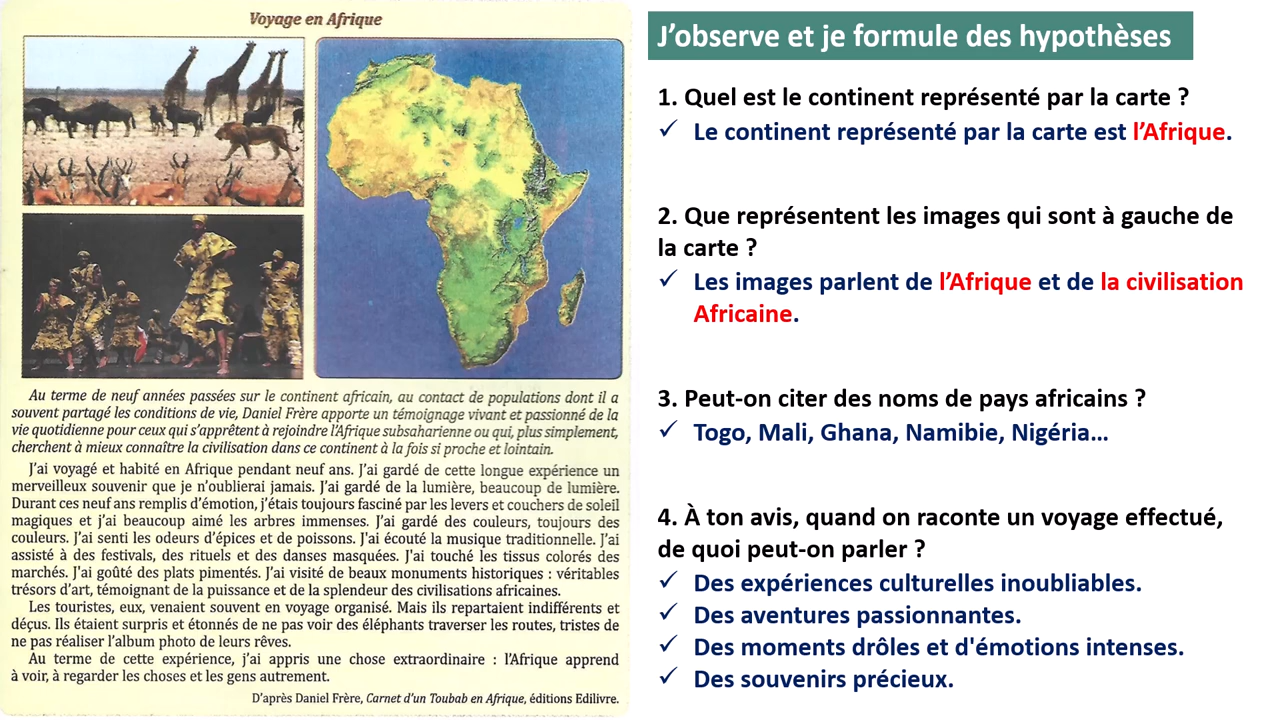 Voyage en Afrique
Au terme de neuf années passées sur le continent africain, au contact de populations dont il a
souvent partagé les conditions de vie, Daniel Frère apporte un témoignage vivant et passionné de la
vie quotidienne pour ceux qui s'apprêtent à rejoindre l'Afrique subsaharienne ou qui, plus simplement,
cherchent à mieux connaître la civilisation dans ce continent à la fois si proche et lointain.
J'ai voyagé et habité en Afrique pendant neuf ans. J'ai gardé de cette longue expérience un
merveilleux souvenir que je n'oublierai jamais. J'ai gardé de la lumière, beaucoup de lumière.
Durant ces neuf ans remplis d'émotion, j'étais toujours fasciné par les levers et couchers de soleil
magiques et j'ai beaucoup aimé les arbres immenses. J'ai gardé des couleurs, toujours des
couleurs. J'ai senti les odeurs d'épices et de poissons. J'ai écouté la musique traditionnelle. J'ai
assisté à des festivals, des rituels et des danses masquées. J'ai touché les tissus colorés des
marchés. J'ai goûté des plats pimentés. J'ai visité de beaux monuments historiques : véritables
trésors d'art, témoignant de la puissance et de la splendeur des civilisations africaines.
Les touristes, eux, venaient souvent en voyage organisé. Mais ils repartaient indifférents et
déçus. Ils étaient surpris et étonnés de ne pas voir des éléphants traverser les routes, tristes de
ne pas réaliser l'album photo de leurs rêves.
Au terme de cette expérience, j'ai appris une chose extraordinaire : l'Afrique apprend
à voir, à regarder les choses et les gens autrement.
D'après Daniel Frère, Carnet d'un Toubab en Afrique, éditions Edilivre.
J'observe et je formule des hypothèses
1. Quel est le continent représenté par la carte ?
✓ Le continent représenté par la carte est l'Afrique.
2. Que représentent les images qui sont à gauche de
la carte ?
✓ Les images parlent de l'Afrique et de la civilisation
Africaine.
3. Peut-on citer des noms de pays africains ?
✓ Togo, Mali, Ghana, Namibie, Nigéria...
4. À ton avis, quand on raconte un voyage effectué,
de quoi peut-on parler ?
✓ Des expériences culturelles inoubliables.
✓ Des aventures passionnantes.
✓ Des moments drôles et d'émotions intenses.
✓ Des souvenirs précieux.